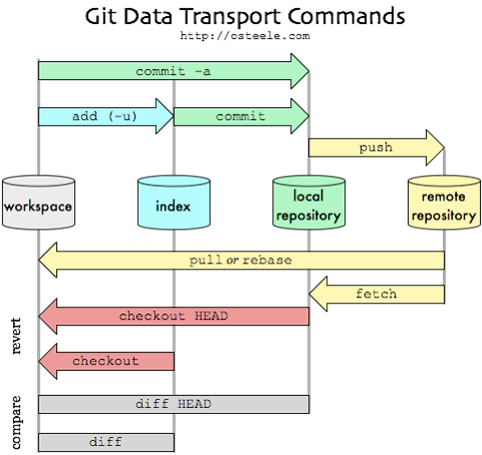 Git Data Transport Commands
http://osteele.com
commit -a
add (-u)
commit
push
workspace
index
local
repository
remote
repository
pull or rebase
fetch
revert
checkout HEAD
checkout
compare
diff HEAD
diff